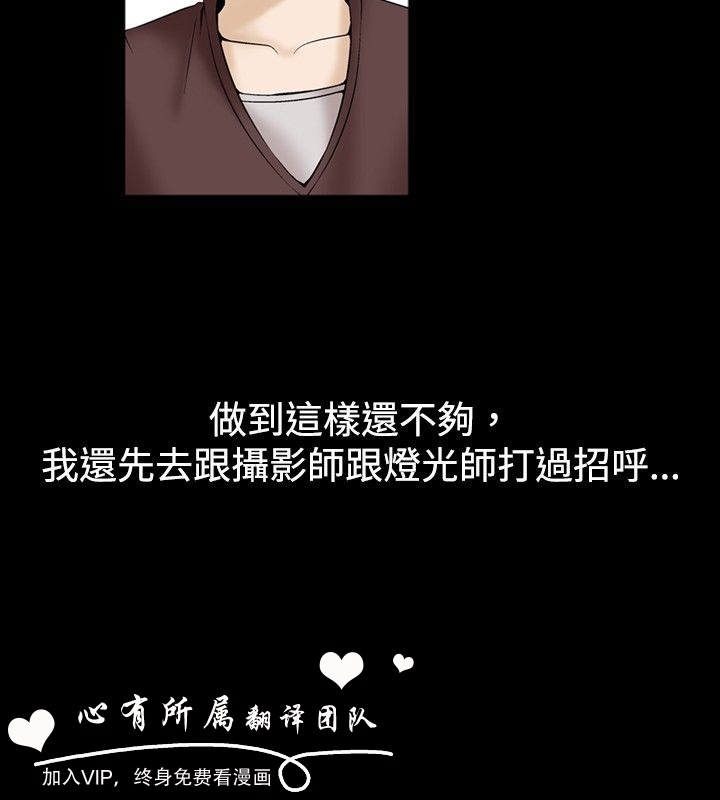 做到這樣還不夠，
我還先去跟攝影師跟燈光師打過招呼...
心有所属翻译团队
加入VIP，终身免费看漫画